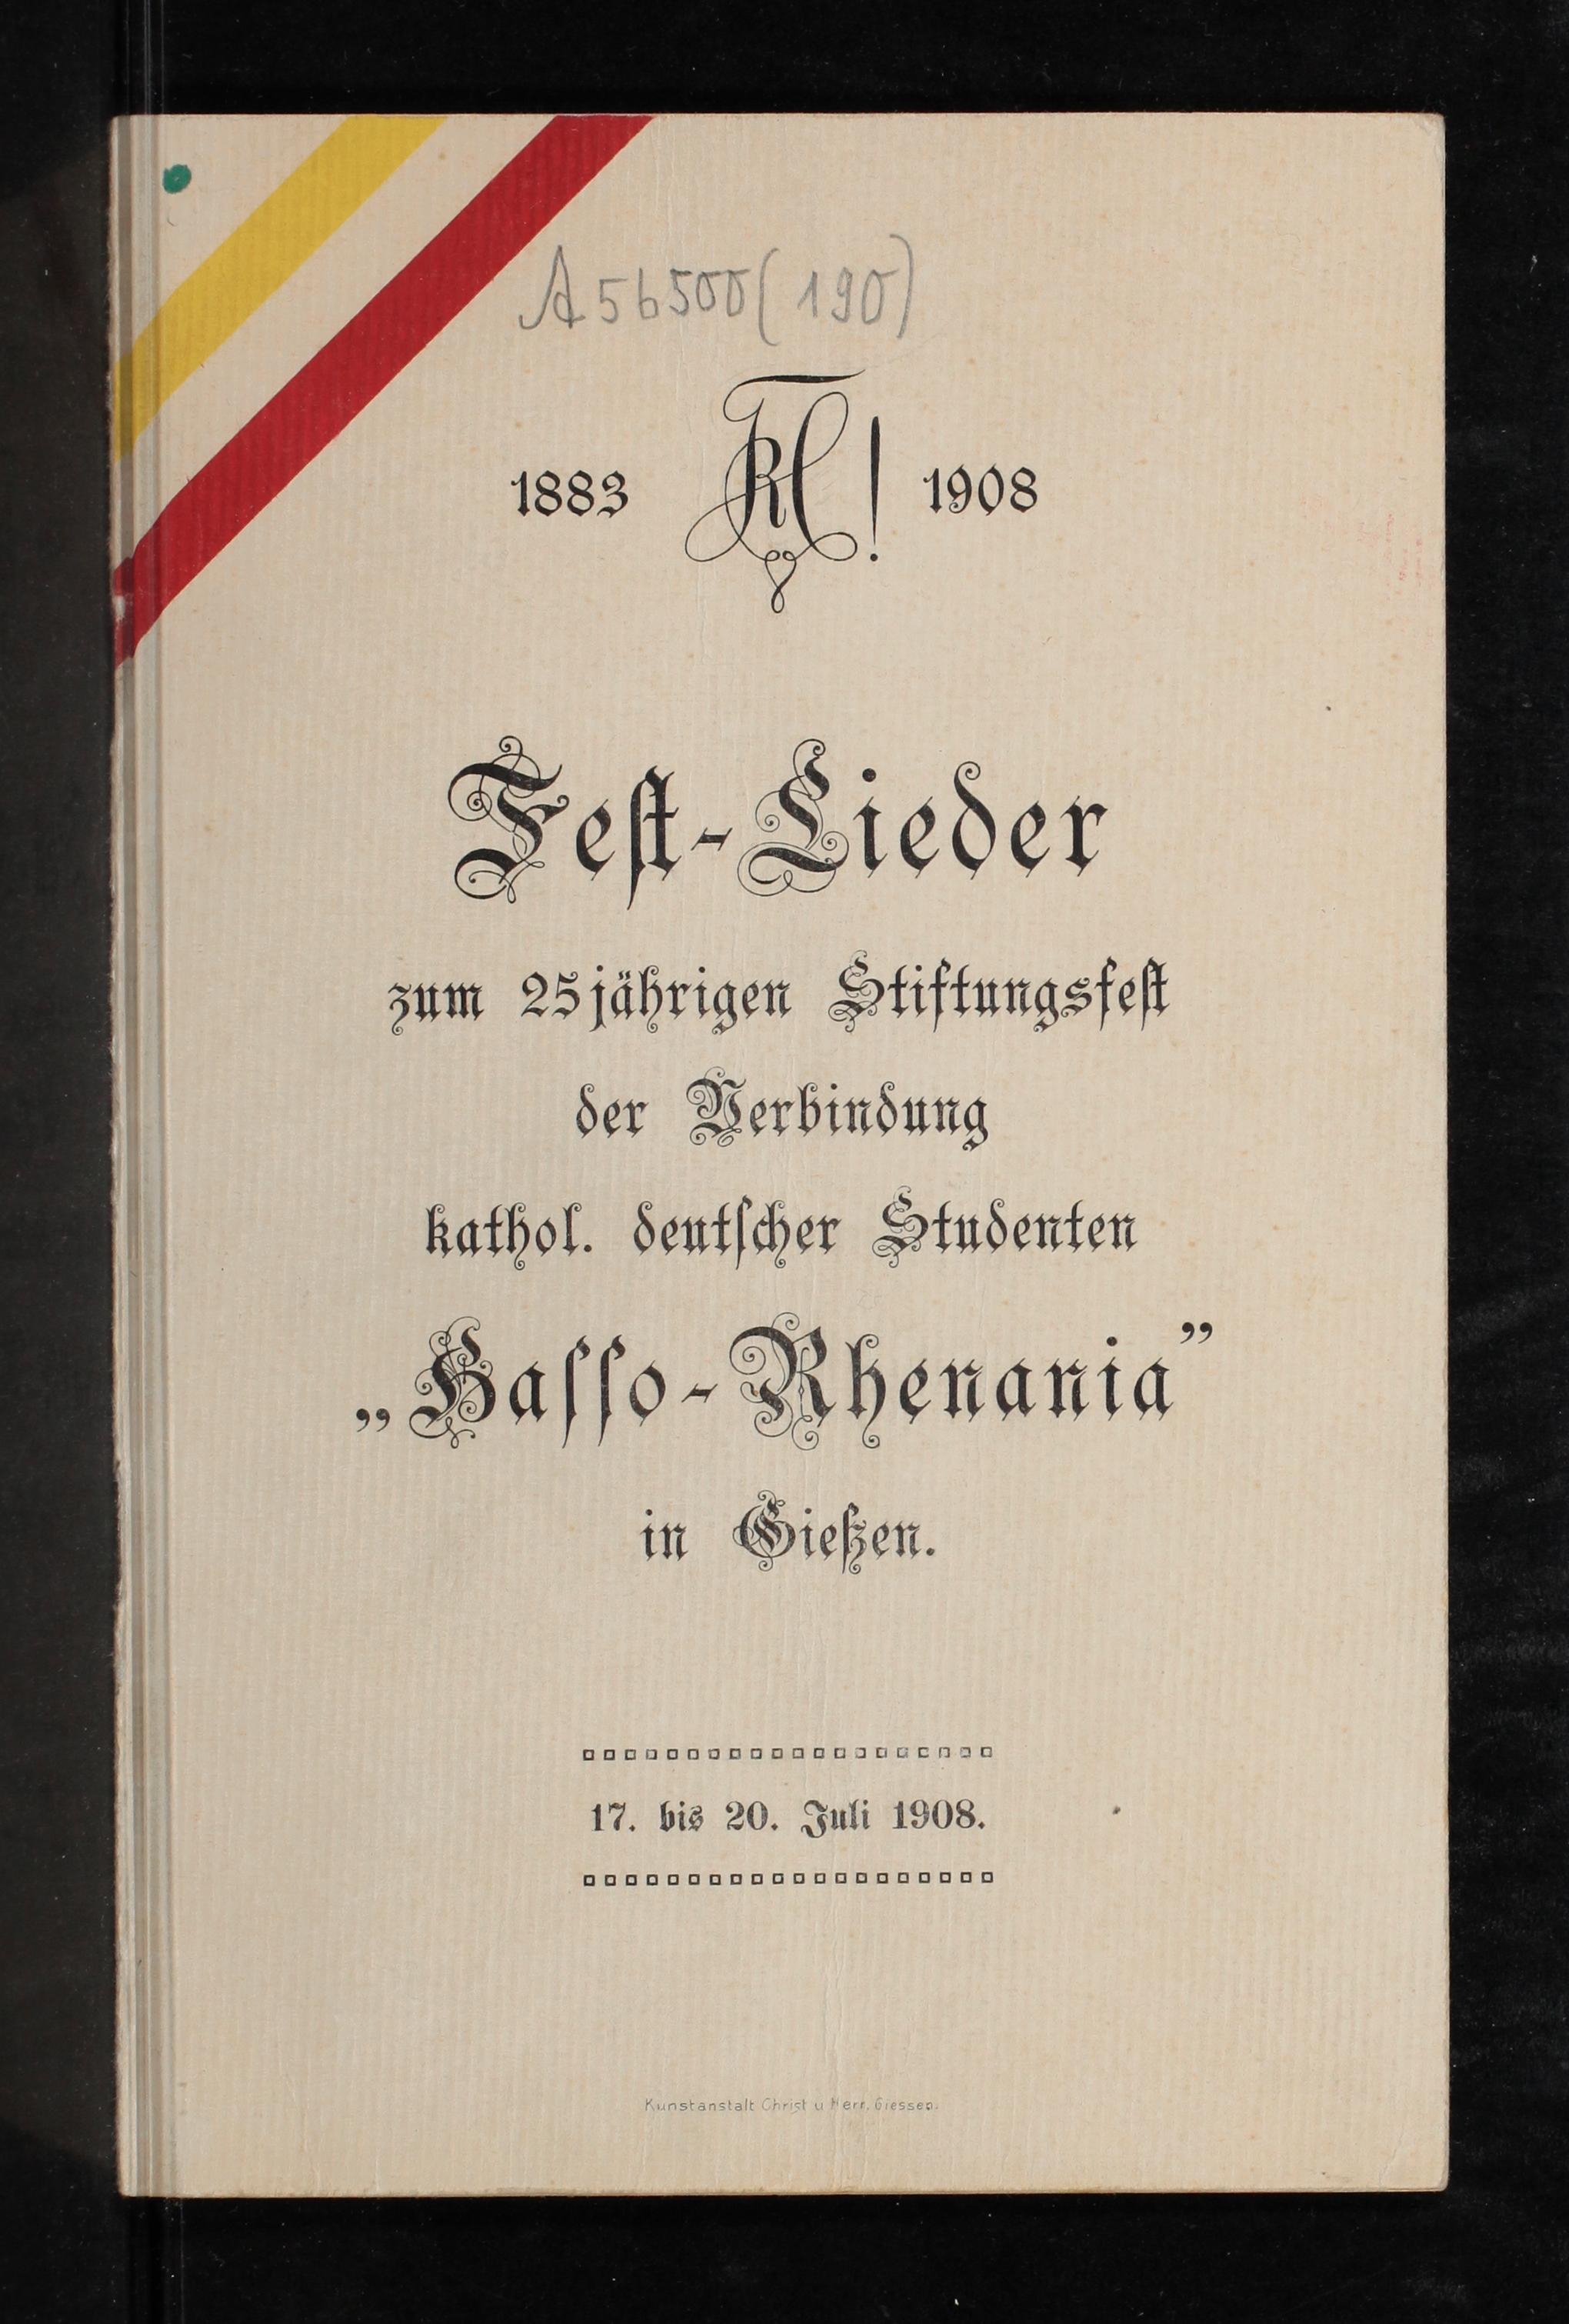 A 56500 (190)
1883 1908
Feſt-Lieder
zum 25jährigen Stiftungsfeſt
der Verbindung
kathol. deutſcher Studenten
„Haſſo-Rhenania”
in Gießen.
17. bis 20. Juli 1908.
Kunstanstalt Christ u Herr, Giessen.